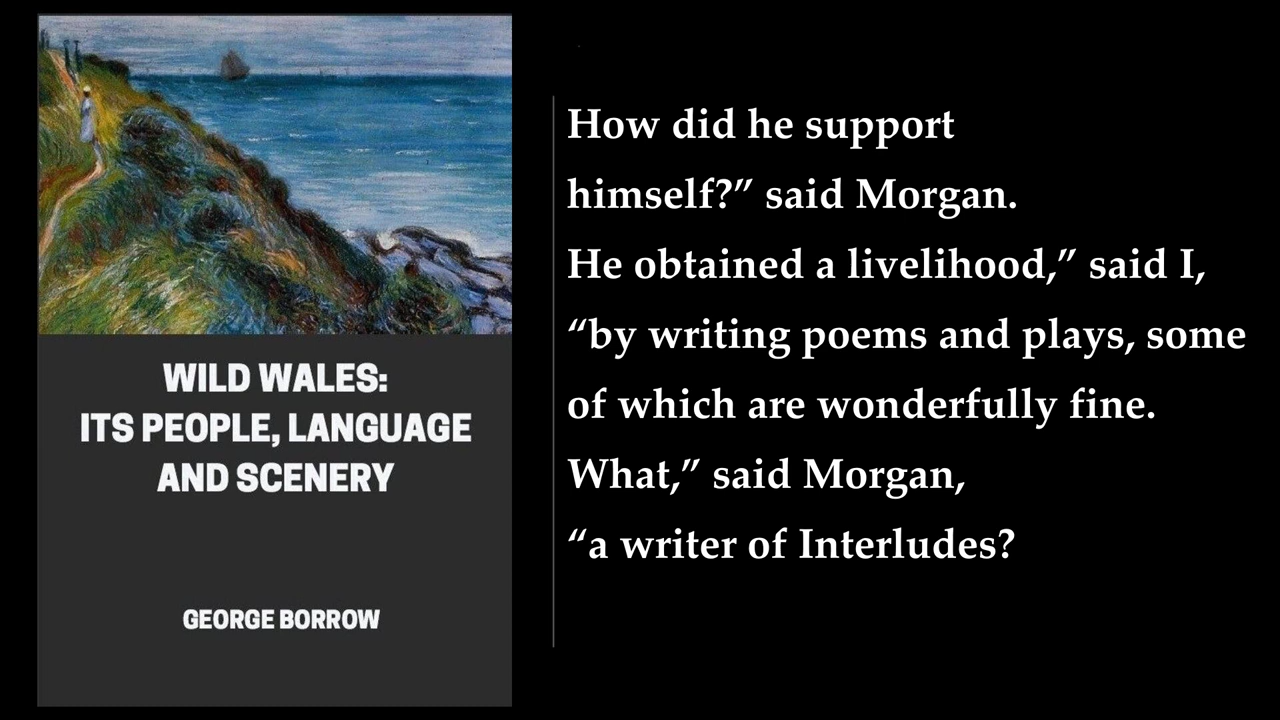 WILD WALES:
ITS PEOPLE, LANGUAGE
AND SCENERY
GEORGE BORROW
How did he support
himself?” said Morgan.
He obtained a livelihood,” said I,
“by writing poems and plays, some
of which are wonderfully fine.
What,” said Morgan,
“a writer of Interludes?